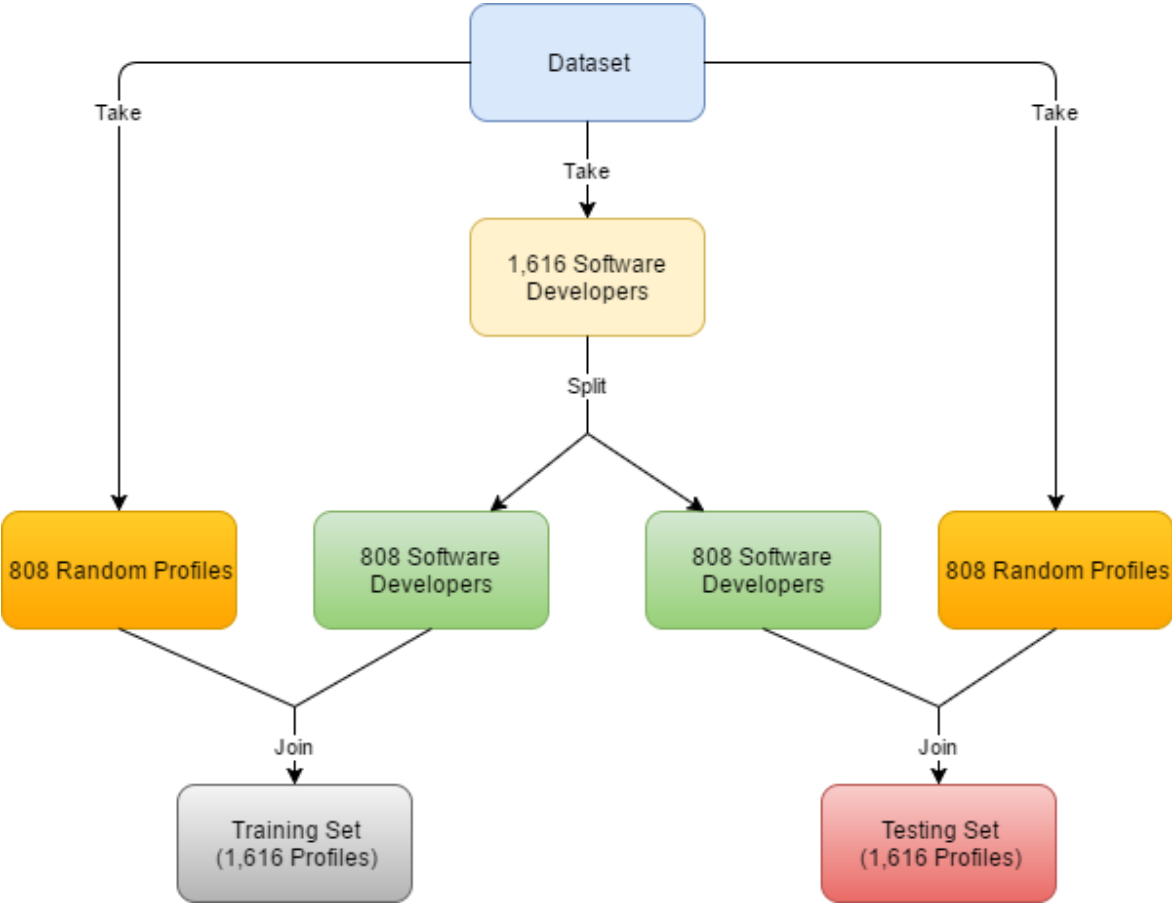 Dataset
Take
Take
Take
1,616 Software
Developers
Split
808 Random Profiles
808 Software
Developers
808 Software
Developers
808 Random Profiles
Join
Join
Training Set
(1,616 Profiles)
Testing Set
(1,616 Profiles)